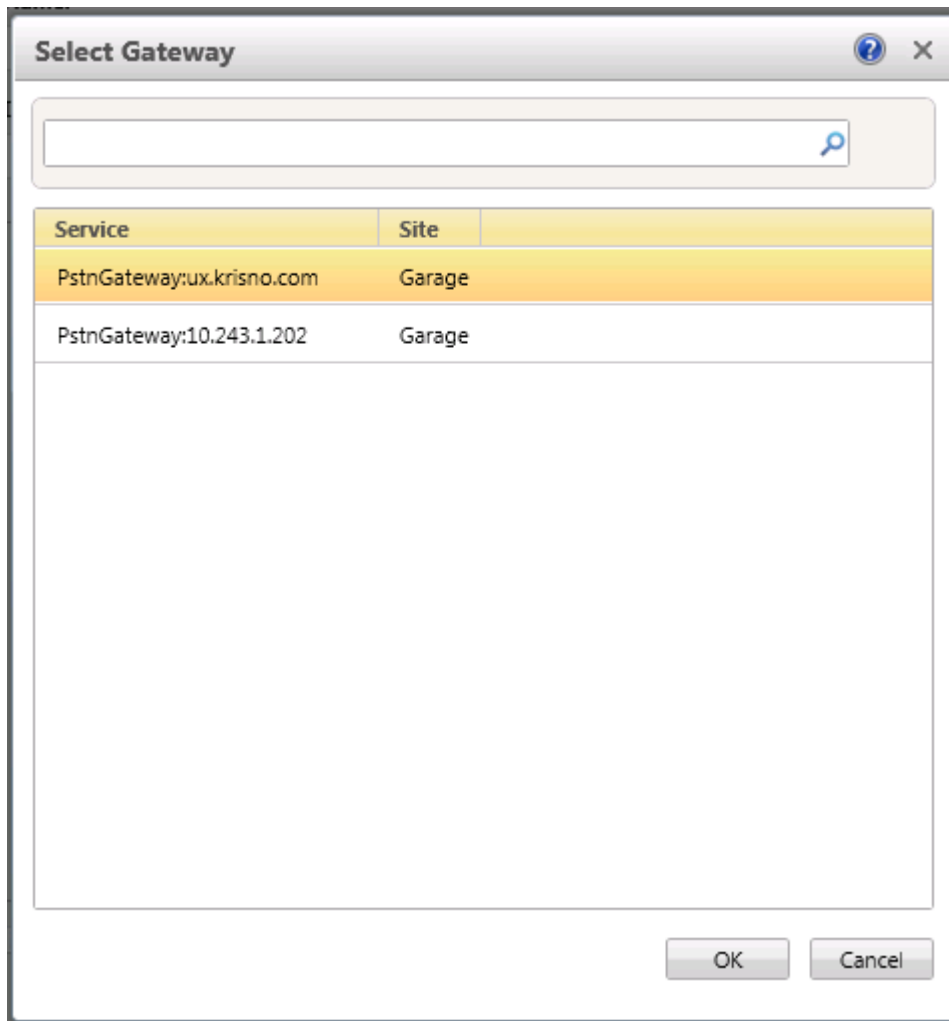 Select Gateway
Service Site
PstnGateway:ux.krisno.com Garage
PstnGateway:10.243.1.202 Garage
OK Cancel